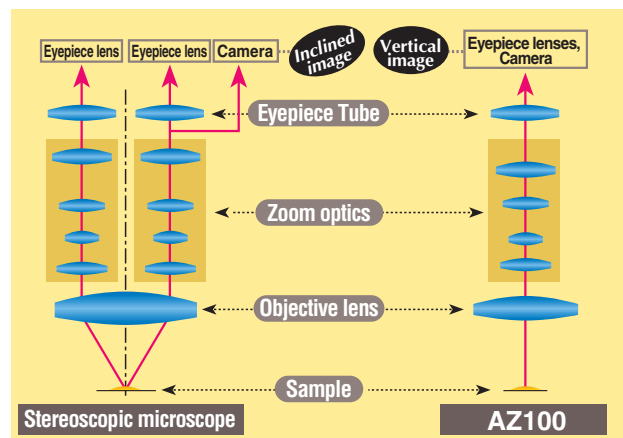 Eyepiece lens
Eyepiece lens
Camera
Inclined
image
Vertical
image
Eyepiece lenses,
Camera
Eyepiece Tube
Zoom optics
Objective lens
Sample
Stereoscopic microscope
AZ100